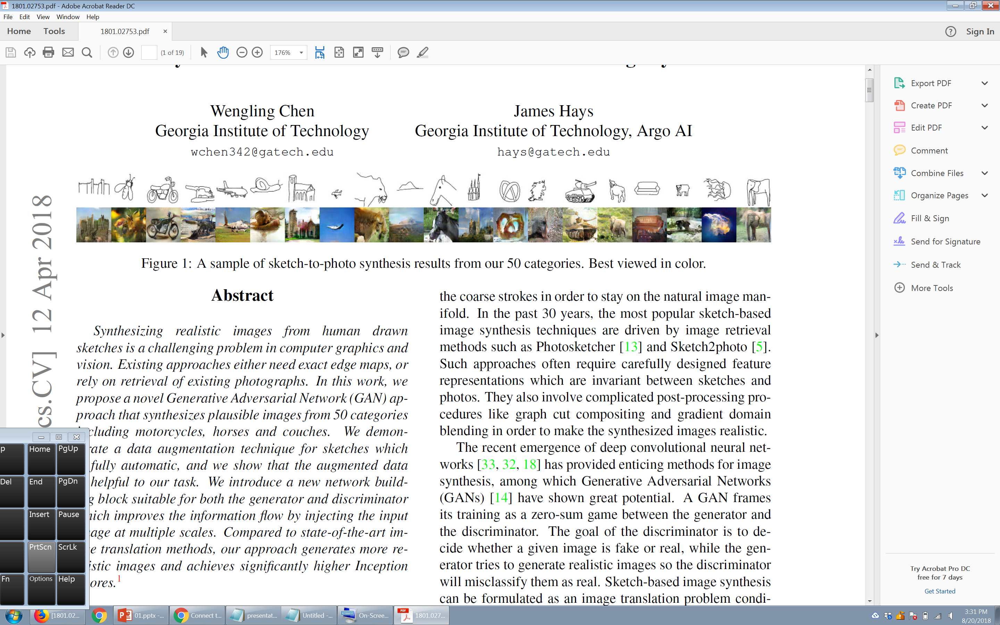 1801.02753.pdf - Adobe Acrobat Reader DC
File Edit View Window Help
Home Tools 1801.02753.pdf × Sign In
(1 of 19) 176%
Wengling Chen
Georgia Institute of Technology
wchen342@gatech.edu
James Hays
Georgia Institute of Technology, Argo AI
hays@gatech.edu
Figure 1: A sample of sketch-to-photo synthesis results from our 50 categories. Best viewed in color.
cs.CV] 12 Apr 2018
Abstract
Synthesizing realistic images from human drawn
sketches is a challenging problem in computer graphics and
vision. Existing approaches either need exact edge maps, or
rely on retrieval of existing photographs. In this work, we
propose a novel Generative Adversarial Network (GAN) ap-
proach that synthesizes plausible images from 50 categories
cluding motorcycles, horses and couches. We demon-
rate a data augmentation technique for sketches which
fully automatic, and we show that the augmented data
helpful to our task. We introduce a new network build-
g block suitable for both the generator and discriminator
hich improves the information flow by injecting the input
age at multiple scales. Compared to state-of-the-art im-
e translation methods, our approach generates more re-
istic images and achieves significantly higher Inception
ores.1
the coarse strokes in order to stay on the natural image man-
ifold. In the past 30 years, the most popular sketch-based
image synthesis techniques are driven by image retrieval
methods such as Photosketcher [13] and Sketch2photo [5].
Such approaches often require carefully designed feature
representations which are invariant between sketches and
photos. They also involve complicated post-processing pro-
cedures like graph cut compositing and gradient domain
blending in order to make the synthesized images realistic.
The recent emergence of deep convolutional neural net-
works [33, 32, 18] has provided enticing methods for image
synthesis, among which Generative Adversarial Networks
(GANs) [14] have shown great potential. A GAN frames
its training as a zero-sum game between the generator and
the discriminator. The goal of the discriminator is to de-
cide whether a given image is fake or real, while the gen-
erator tries to generate realistic images so the discriminator
will misclassify them as real. Sketch-based image synthesis
can be formulated as an image translation problem condi-
Export PDF
Create PDF
Edit PDF
Comment
Combine Files
Organize Pages
Fill & Sign
Send for Signature
Send & Track
More Tools
Try Acrobat Pro DC
free for 7 days
Get Started
p Home PgUp
Del End PgDn
Insert Pause
PrtScn ScrLk
Fn Options Help
[1801.02... 01.pptx -... Connect t... presentat... Untitled -... On-Scree... PDF 1801.027...
3:31 PM
8/20/2018